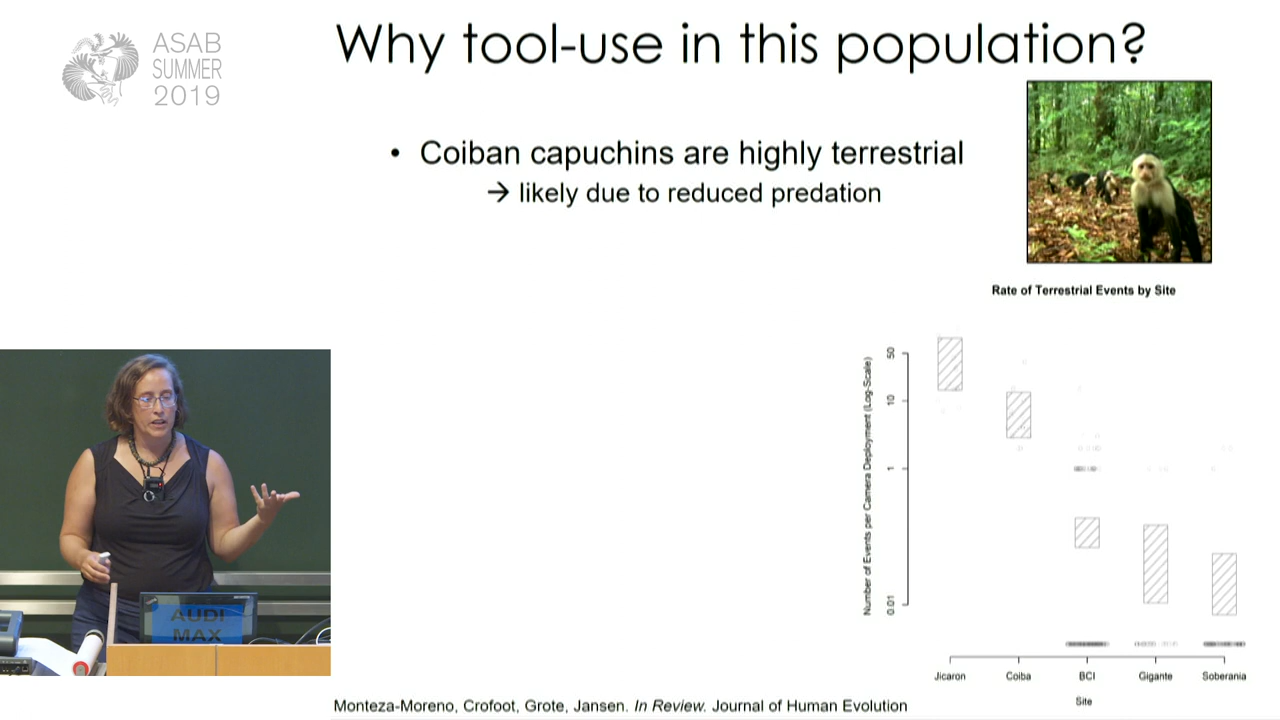 ASAB
SUMMER
2019
Why tool-use in this population?
• Coiban capuchins are highly terrestrial
→ likely due to reduced predation
Rate of Terrestrial Events by Site
Number of Events per Camera Deployment (Log-Scale)
50
10
1
0.01
Jicaron Coiba BCI Gigante Soberania
Site
AUDI
MAX
Monteza-Moreno, Crofoot, Grote, Jansen. In Review. Journal of Human Evolution